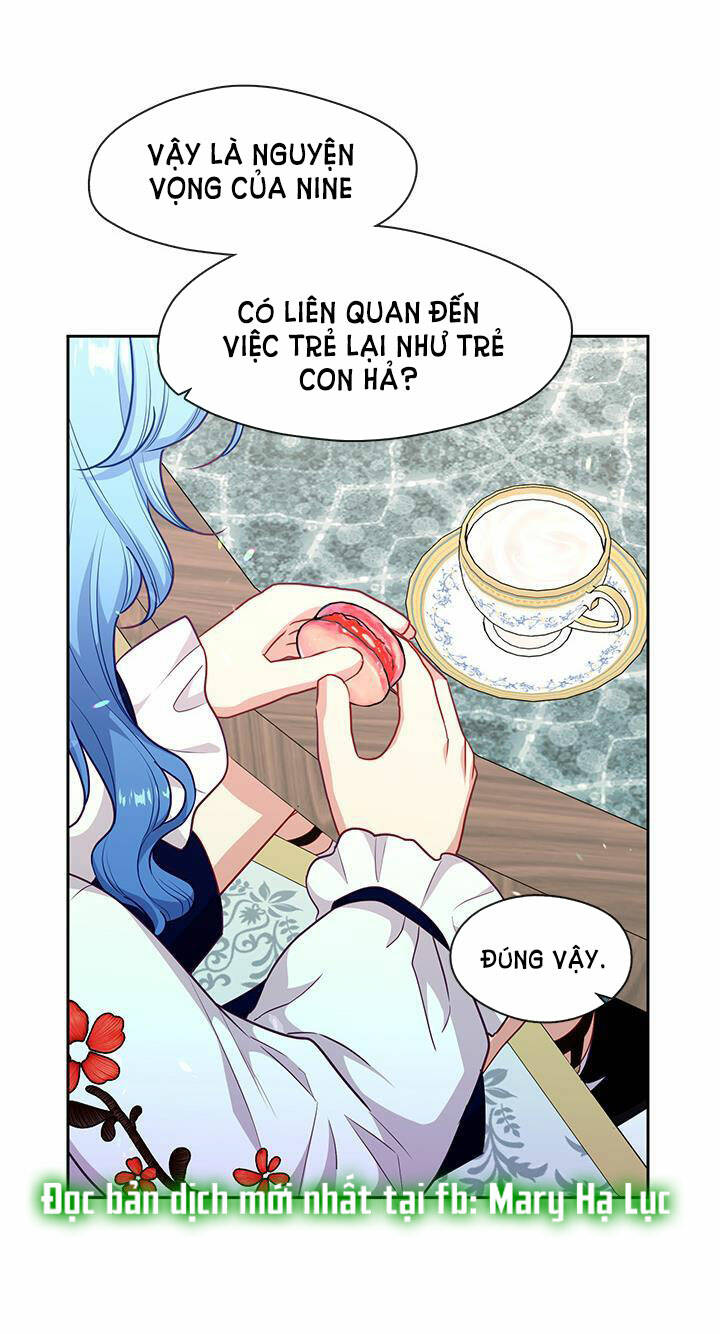 VẬY LÀ NGUYỆN
VỌNG CỦA NINE
CÓ LIÊN QUAN ĐẾN
VIỆC TRẺ LẠI NHƯ TRẺ
CON HẢ?
ĐÚNG VẬY.
Đọc bản dịch mới nhất tại fb: Mary Hạ Lục